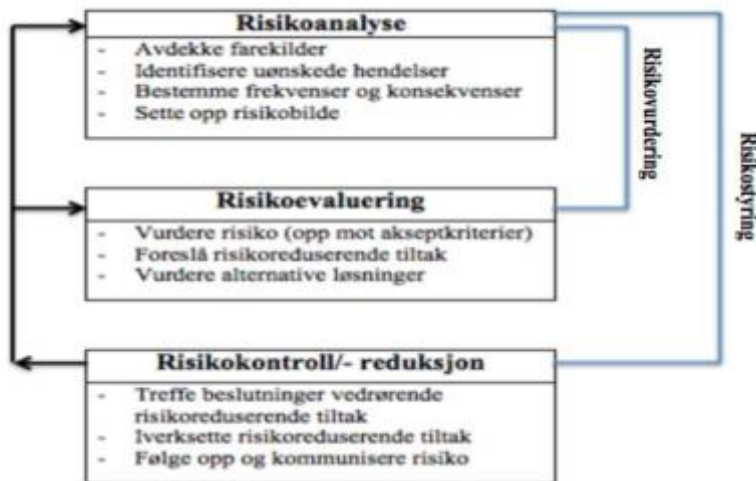 Risikoanalyse
- Avdekke farekilder
- Identifisere uønskede hendelser
- Bestemme frekvenser og konsekvenser
- Sette opp risikobilde
Risikoevaluering
- Vurdere risiko (opp mot akseptkriterier)
- Foreslå risikoreduserende tiltak
- Vurdere alternative løsninger
Risikokontroll/- reduksjon
- Treffe beslutninger vedrørende
risikoreduserende tiltak
- Iverksette risikoreduserende tiltak
- Følge opp og kommunisere risiko
Risikovurdering
Risikostyring